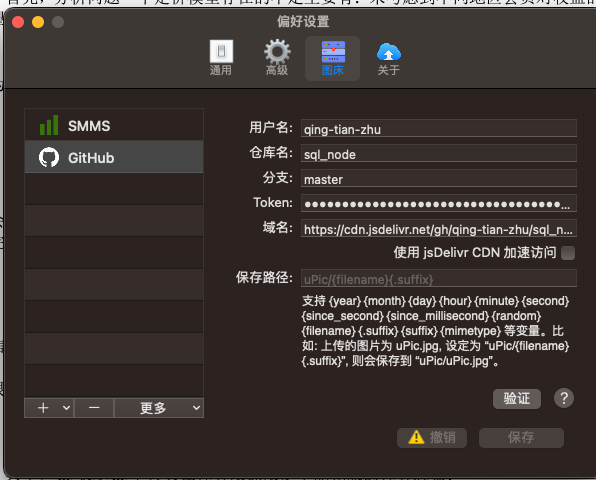 偏好设置
通用
高级
图床
关于
SMMS
GitHub
用户名: qing-tian-zhu
仓库名: sql_node
分支: master
Token: ●●●●●●●●●●●●●●●●●●●●●●●●●●●●●●●●●●...
域名: https://cdn.jsdelivr.net/gh/qing-tian-zhu/sql_n...
使用 jsDelivr CDN 加速访问
保存路径: uPic/{filename}{.suffix}
支持 {year} {month} {day} {hour} {minute} {second}
{since_second} {since_millisecond} {random}
{filename} {.suffix} {suffix} {mimetype} 等变量。比
如: 上传的图片为 uPic.jpg, 设定为 “uPic/{filename}
{.suffix}”, 则会保存到 “uPic/uPic.jpg”。
验证 ?
+ − 更多
撤销 保存